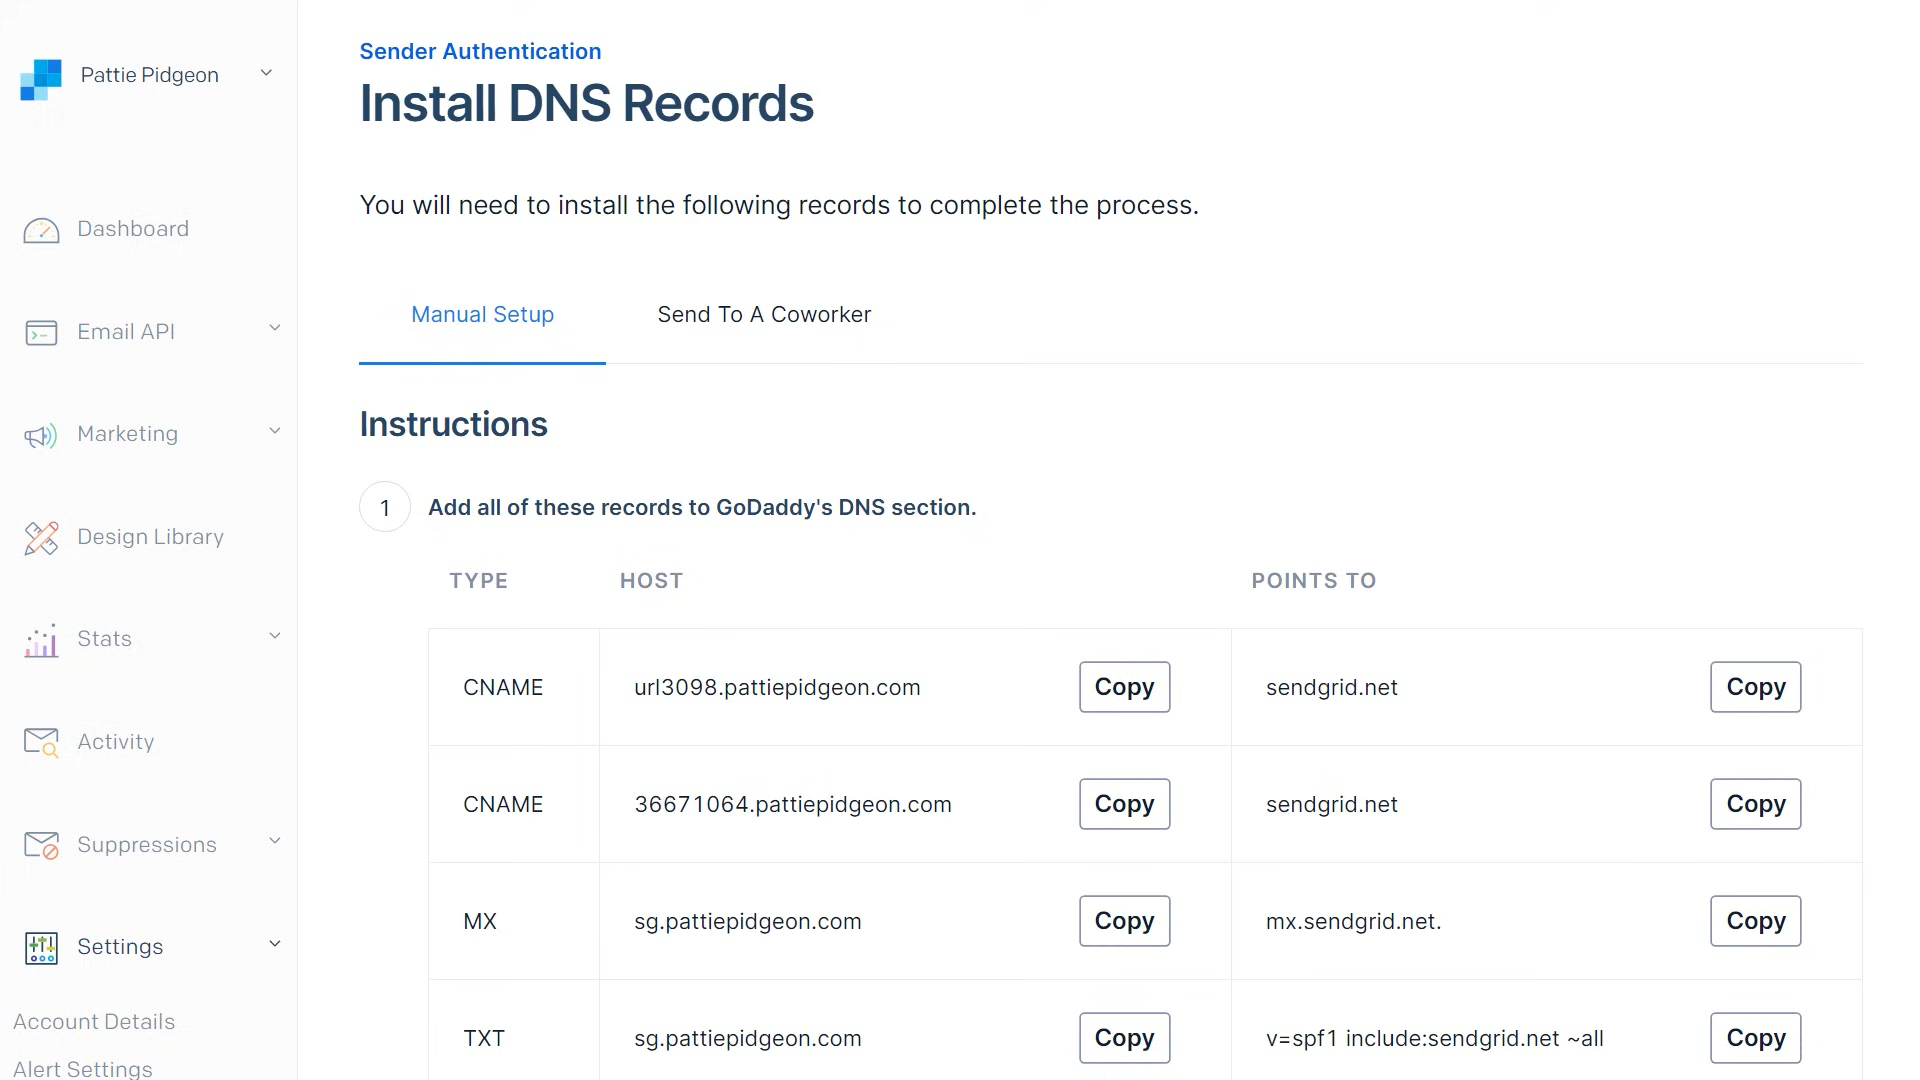 Pattie Pidgeon
Dashboard
Email API
Marketing
Design Library
Stats
Activity
Suppressions
Settings
Account Details
Alert Settings
Sender Authentication
Install DNS Records
You will need to install the following records to complete the process.
Manual Setup Send To A Coworker
Instructions
1 Add all of these records to GoDaddy's DNS section.
TYPE HOST POINTS TO
CNAME url3098.pattiepidgeon.com Copy sendgrid.net Copy
CNAME 36671064.pattiepidgeon.com Copy sendgrid.net Copy
MX sg.pattiepidgeon.com Copy mx.sendgrid.net. Copy
TXT sg.pattiepidgeon.com Copy v=spf1 include:sendgrid.net ~all Copy